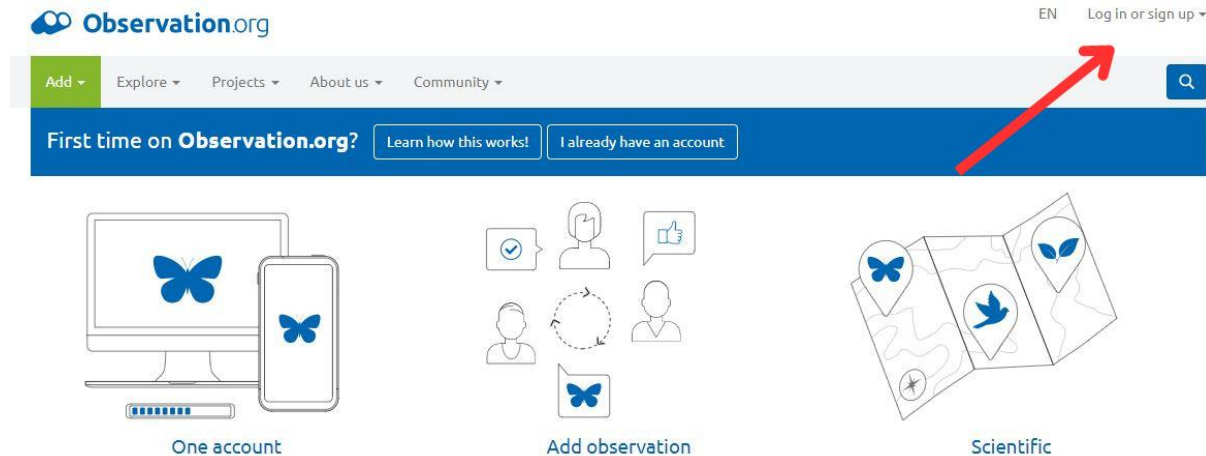 Observation.org
EN Log in or sign up
Add Explore Projects About us Community
First time on Observation.org? Learn how this works! I already have an account
One account Add observation Scientific